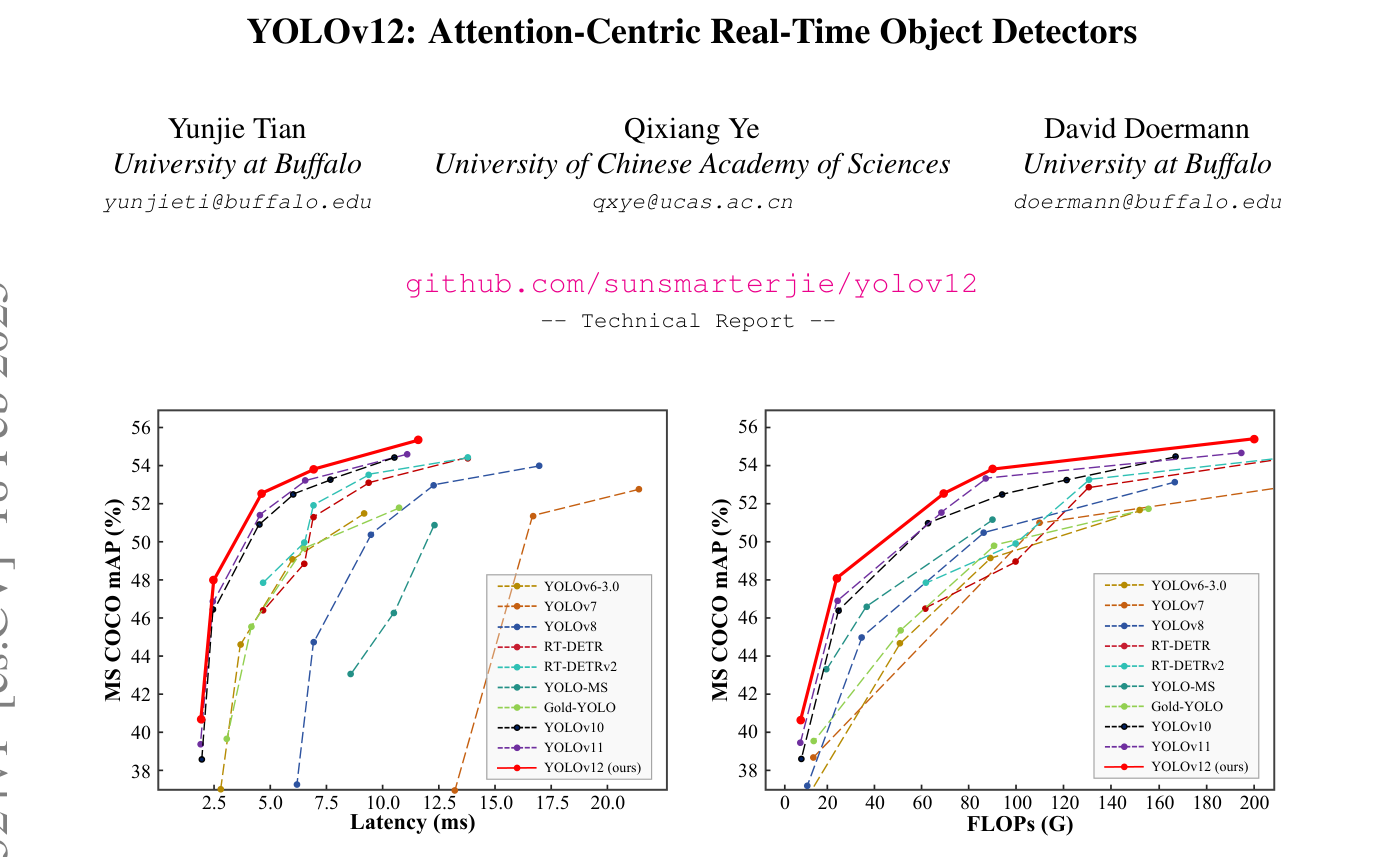 YOLOv12: Attention-Centric Real-Time Object Detectors
Yunjie Tian
University at Buffalo
yunjieti@buffalo.edu
Qixiang Ye
University of Chinese Academy of Sciences
qxye@ucas.ac.cn
David Doermann
University at Buffalo
doermann@buffalo.edu
github.com/sunsmarterjie/yolov12
-- Technical Report --
MS COCO mAP (%)
56
54
52
50
48
46
44
42
40
38
2.5 5.0 7.5 10.0 12.5 15.0 17.5 20.0
Latency (ms)
YOLOv6-3.0
YOLOv7
YOLOv8
RT-DETR
RT-DETRv2
YOLO-MS
Gold-YOLO
YOLOv10
YOLOv11
YOLOv12 (ours)
MS COCO mAP (%)
56
54
52
50
48
46
44
42
40
38
0 20 40 60 80 100 120 140 160 180 200
FLOPs (G)
YOLOv6-3.0
YOLOv7
YOLOv8
RT-DETR
RT-DETRv2
YOLO-MS
Gold-YOLO
YOLOv10
YOLOv11
YOLOv12 (ours)
[cs.CV]